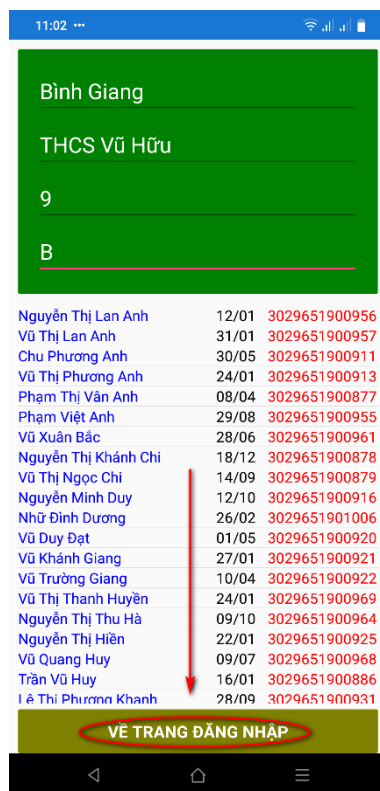 11:02 •••
Bình Giang
THCS Vũ Hữu
9
B
Nguyễn Thị Lan Anh 12/01 3029651900956
Vũ Thị Lan Anh 31/01 3029651900957
Chu Phương Anh 30/05 3029651900911
Vũ Thị Phương Anh 24/01 3029651900913
Phạm Thị Vân Anh 08/04 3029651900877
Phạm Việt Anh 29/08 3029651900955
Vũ Xuân Bắc 28/06 3029651900961
Nguyễn Thị Khánh Chi 18/12 3029651900878
Vũ Thị Ngọc Chi 14/09 3029651900879
Nguyễn Minh Duy 12/10 3029651900916
Nhữ Đình Dương 26/02 3029651901006
Vũ Duy Đạt 01/05 3029651900920
Vũ Khánh Giang 27/01 3029651900921
Vũ Trường Giang 10/04 3029651900922
Vũ Thị Thanh Huyền 24/01 3029651900969
Nguyễn Thị Thu Hà 09/10 3029651900964
Nguyễn Thị Hiền 22/01 3029651900925
Vũ Quang Huy 09/07 3029651900968
Trần Vũ Huy 16/01 3029651900886
Lê Thị Phương Khanh 28/09 3029651900931
VỀ TRANG ĐĂNG NHẬP